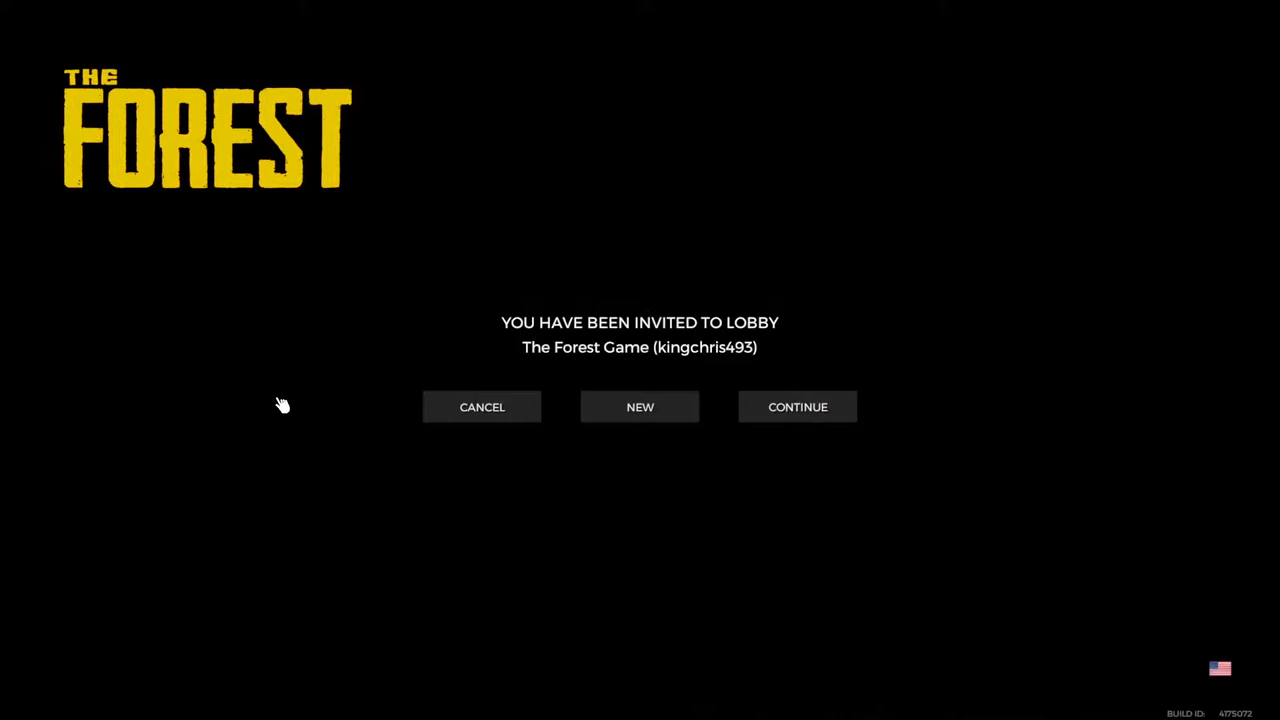 THE
FOREST
YOU HAVE BEEN INVITED TO LOBBY
The Forest Game (kingchris493)
CANCEL NEW CONTINUE
BUILD ID: 4175072